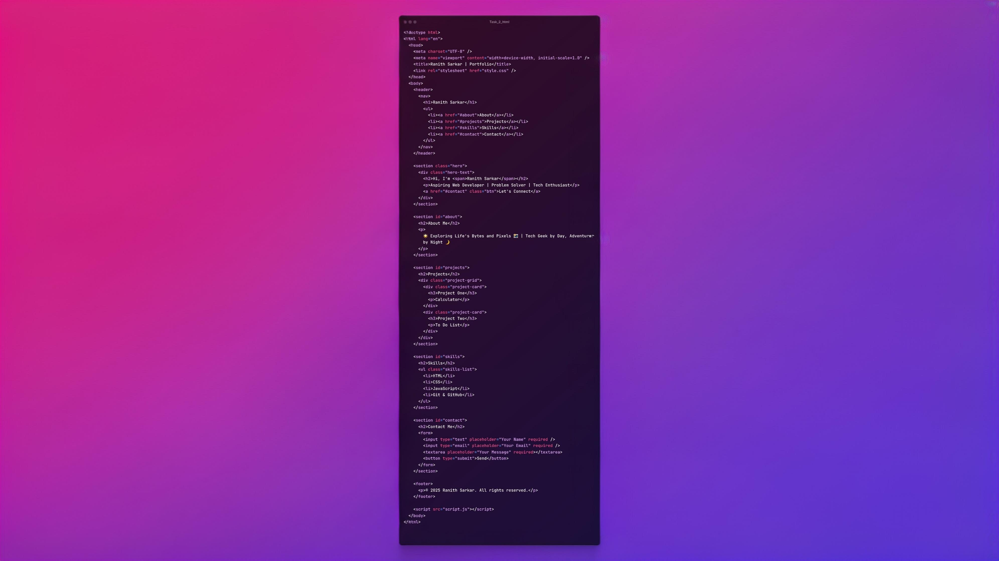 Task_2_html
<!doctype html>
<html lang="en">
  <head>
    <meta charset="UTF-8" />
    <meta name="viewport" content="width=device-width, initial-scale=1.0" />
    <title>Ranith Sarkar | Portfolio</title>
    <link rel="stylesheet" href="style.css" />
  </head>
  <body>
    <header>
      <nav>
        <h1>Ranith Sarkar</h1>
        <ul>
          <li><a href="#about">About</a></li>
          <li><a href="#projects">Projects</a></li>
          <li><a href="#skills">Skills</a></li>
          <li><a href="#contact">Contact</a></li>
        </ul>
      </nav>
    </header>

    <section class="hero">
      <div class="hero-text">
        <h2>Hi, I'm <span>Ranith Sarkar</span></h2>
        <p>Aspiring Web Developer | Problem Solver | Tech Enthusiast</p>
        <a href="#contact" class="btn">Let's Connect</a>
      </div>
    </section>

    <section id="about">
      <h2>About Me</h2>
      <p>
        🌟 Exploring Life's Bytes and Pixels 📸 | Tech Geek by Day, Adventurer
        by Night 🌙
      </p>
    </section>

    <section id="projects">
      <h2>Projects</h2>
      <div class="project-grid">
        <div class="project-card">
          <h3>Project One</h3>
          <p>Calculator</p>
        </div>
        <div class="project-card">
          <h3>Project Two</h3>
          <p>To Do List</p>
        </div>
      </div>
    </section>

    <section id="skills">
      <h2>Skills</h2>
      <ul class="skills-list">
        <li>HTML</li>
        <li>CSS</li>
        <li>JavaScript</li>
        <li>Git & GitHub</li>
      </ul>
    </section>

    <section id="contact">
      <h2>Contact Me</h2>
      <form>
        <input type="text" placeholder="Your Name" required />
        <input type="email" placeholder="Your Email" required />
        <textarea placeholder="Your Message" required></textarea>
        <button type="submit">Send</button>
      </form>
    </section>

    <footer>
      <p>© 2025 Ranith Sarkar. All rights reserved.</p>
    </footer>

    <script src="script.js"></script>
  </body>
</html>